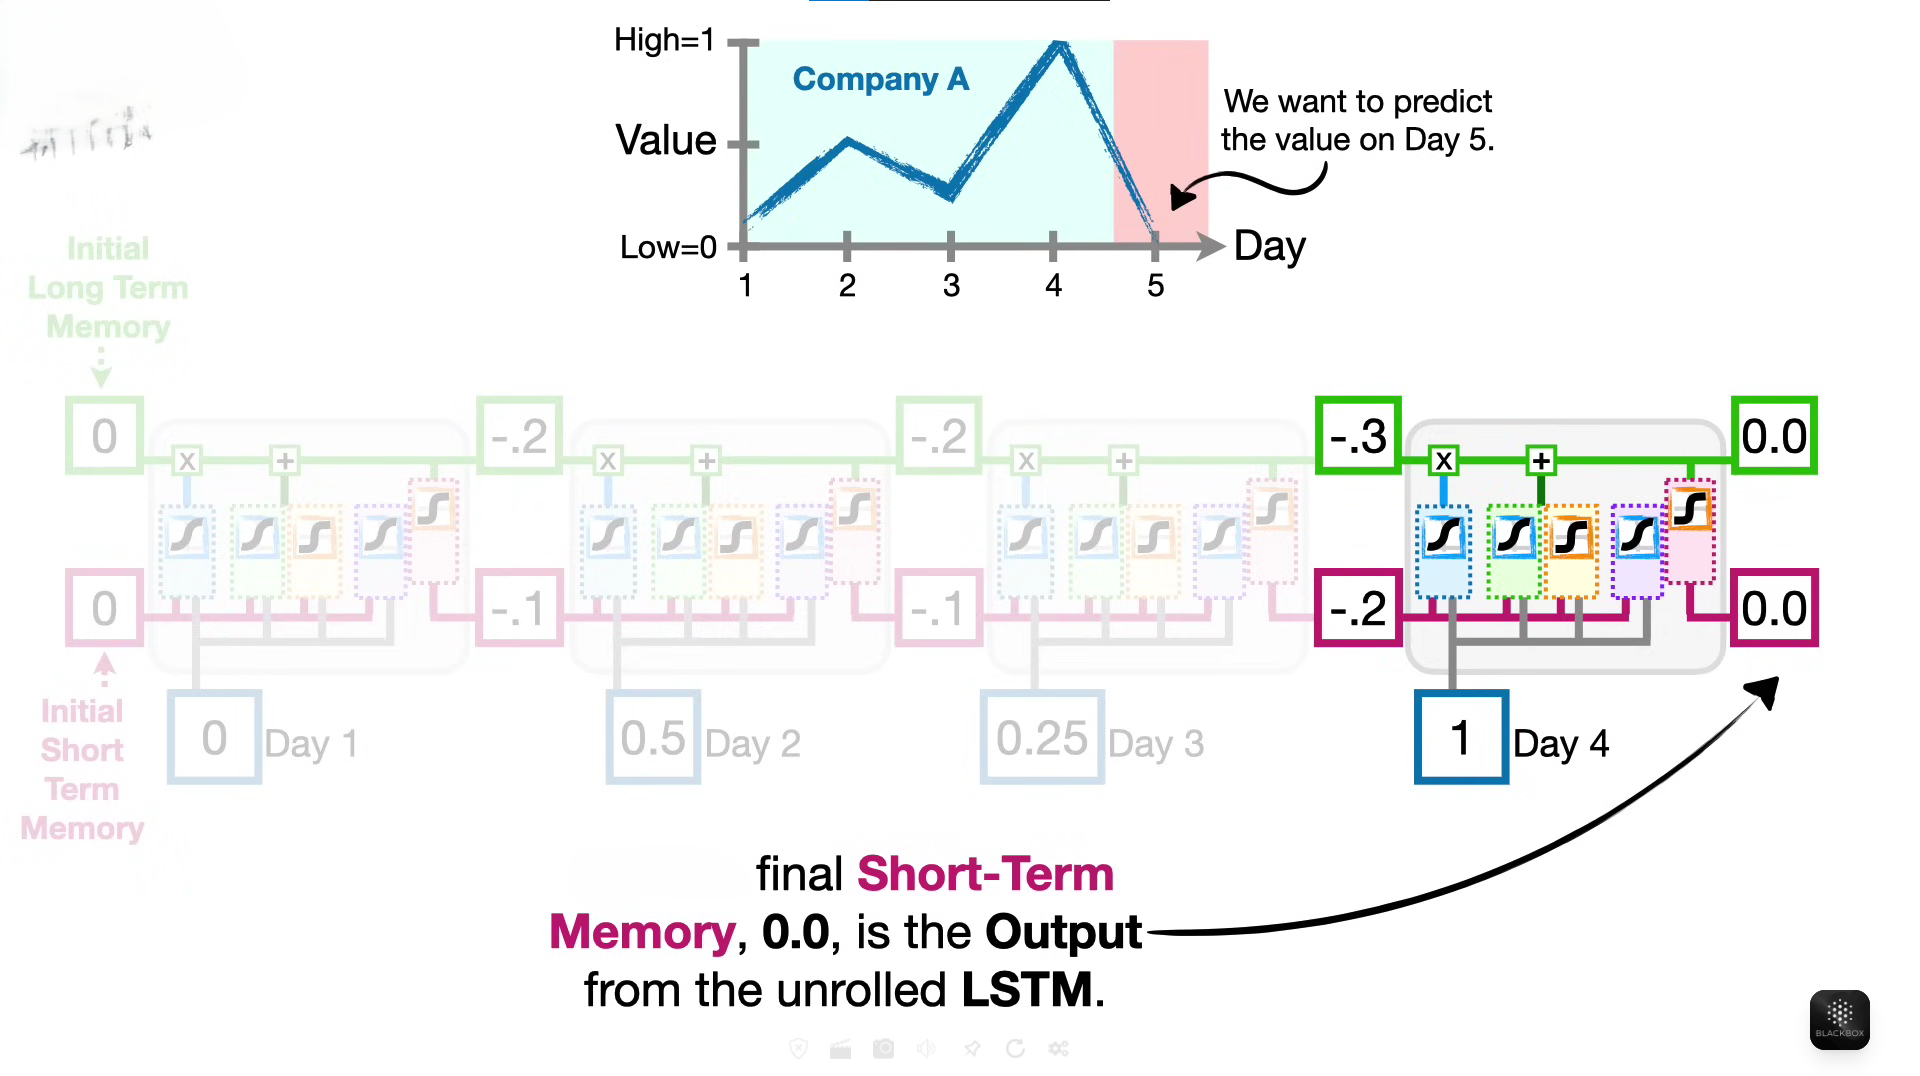 High=1
Company A
We want to predict
the value on Day 5.
Value
Low=0
Day
1 2 3 4 5
Initial
Long Term
Memory
0 -.2 -.2 -.3 0.0
x + x + x + x +
0 -.1 -.1 -.2 0.0
Initial
Short
Term
Memory
0 Day 1 0.5 Day 2 0.25 Day 3 1 Day 4
final Short-Term
Memory, 0.0, is the Output
from the unrolled LSTM.
BLACKBOX